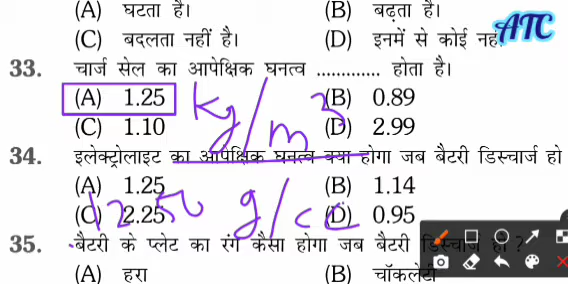 (A) घटता है। (B) बढ़ता है।
(C) बदलता नहीं है। (D) इनमें से कोई नहीं
ATC
33. चार्ज सेल का आपेक्षिक घनत्व ............. होता है।
(A) 1.25 (B) 0.89
(C) 1.10 (D) 2.99
kg/m3
34. इलेक्ट्रोलाइट का आपेक्षिक घनत्व क्या होगा जब बैटरी डिस्चार्ज हो
(A) 1.25 (B) 1.14
(C) 2.25 (D) 0.95
1250 g/cc
35. बैटरी के प्लेट का रंग कैसा होगा जब बैटरी डिस्चार्ज हो ?
(A) हरा (B) चॉकलेटी